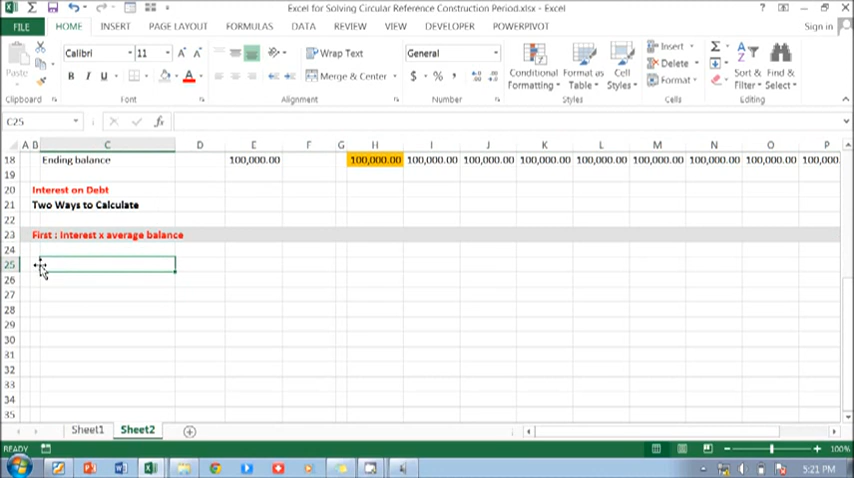 Excel for Solving Circular Reference Construction Period.xlsx - Excel
FILE HOME INSERT PAGE LAYOUT FORMULAS DATA REVIEW VIEW DEVELOPER POWERPIVOT Sign in
Paste
Calibri 11
B I U
A A
Wrap Text
Merge & Center
General
$ % ,
Conditional Formatting
Format as Table
Cell Styles
Insert
Delete
Format
Sort & Filter
Find & Select
Clipboard Font Alignment Number Styles Cells Editing
C25 fx
A B C D E F G H I J K L M N O P
18 Ending balance 100,000.00 100,000.00 100,000.00 100,000.00 100,000.00 100,000.00 100,000.00 100,000.00 100,000.00 100,000.
19
20 Interest on Debt
21 Two Ways to Calculate
22
23 First : Interest x average balance
24
25
26
27
28
29
30
31
32
33
34
35
Sheet1 Sheet2
READY 100%
5:21 PM